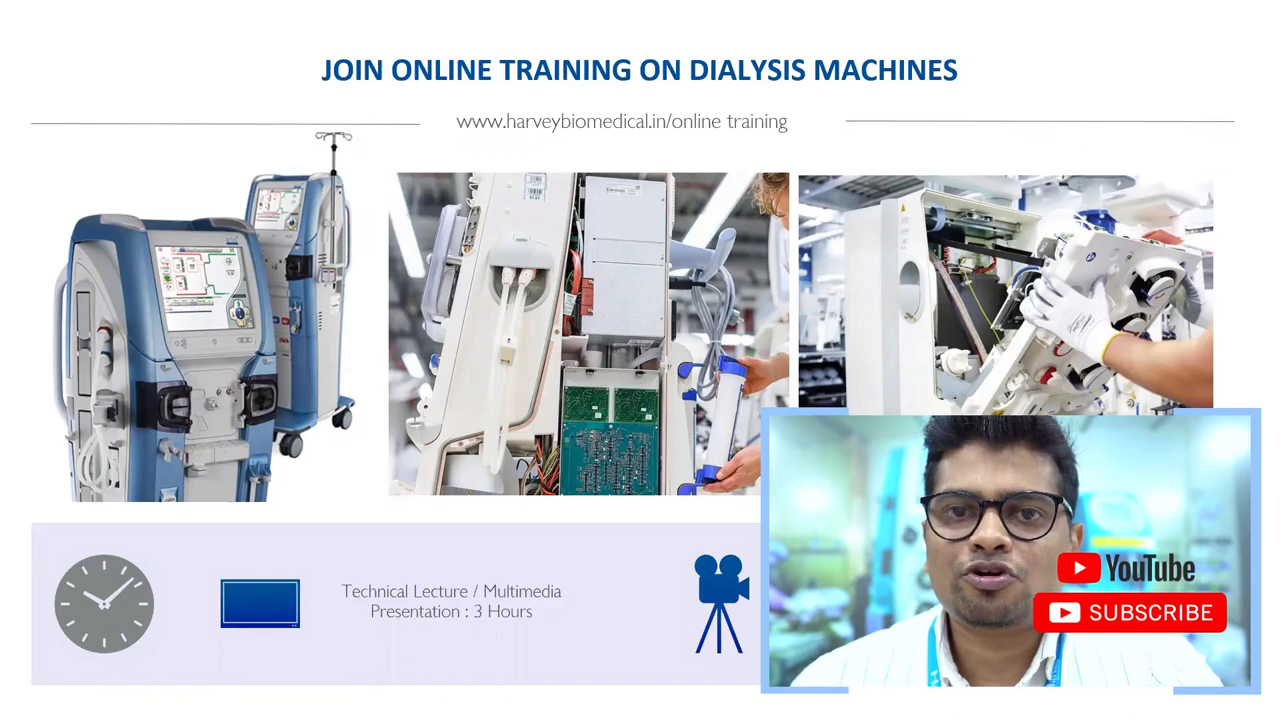 JOIN ONLINE TRAINING ON DIALYSIS MACHINES
www.harveybiomedical.in/online training
Technical Lecture / Multimedia
Presentation : 3 Hours
YouTube
SUBSCRIBE